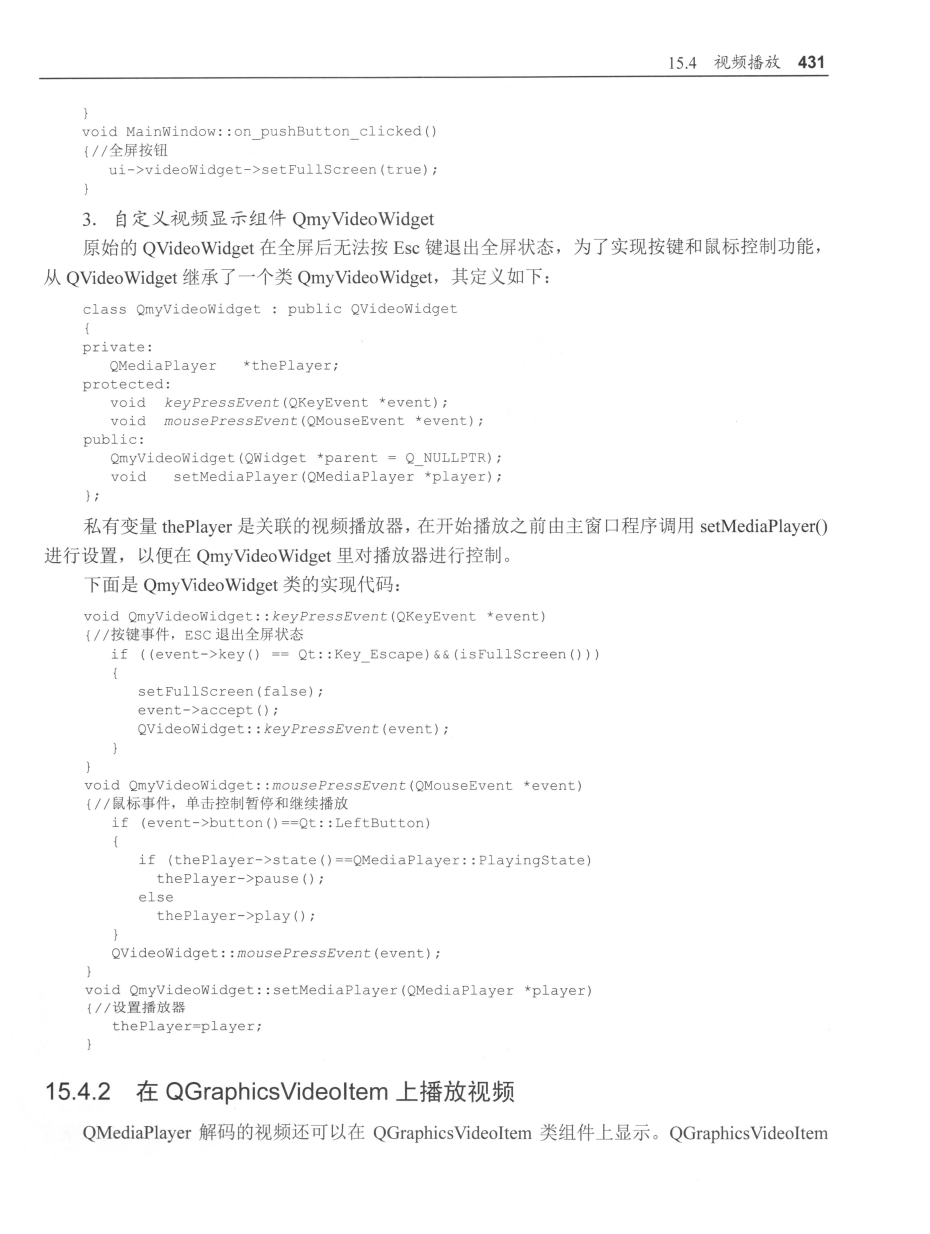 15.4 视频播放 431
}
void MainWindow::on_pushButton_clicked()
{//全屏按钮
ui->videoWidget->setFullScreen(true);
}
3. 自定义视频显示组件 QmyVideoWidget
原始的 QVideoWidget 在全屏后无法按 Esc 键退出全屏状态，为了实现按键和鼠标控制功能，
从 QVideoWidget 继承了一个类 QmyVideoWidget，其定义如下：
class QmyVideoWidget : public QVideoWidget
{
private:
QMediaPlayer *thePlayer;
protected:
void keyPressEvent(QKeyEvent *event);
void mousePressEvent(QMouseEvent *event);
public:
QmyVideoWidget(QWidget *parent = Q_NULLPTR);
void setMediaPlayer(QMediaPlayer *player);
};
私有变量 thePlayer 是关联的视频播放器，在开始播放之前由主窗口程序调用 setMediaPlayer()
进行设置，以便在 QmyVideoWidget 里对播放器进行控制。
下面是 QmyVideoWidget 类的实现代码：
void QmyVideoWidget::keyPressEvent(QKeyEvent *event)
{//按键事件，ESC 退出全屏状态
if ((event->key() == Qt::Key_Escape)&&(isFullScreen()))
{
setFullScreen(false);
event->accept();
QVideoWidget::keyPressEvent(event);
}
}
void QmyVideoWidget::mousePressEvent(QMouseEvent *event)
{//鼠标事件，单击控制暂停和继续播放
if (event->button()==Qt::LeftButton)
{
if (thePlayer->state()==QMediaPlayer::PlayingState)
thePlayer->pause();
else
thePlayer->play();
}
QVideoWidget::mousePressEvent(event);
}
void QmyVideoWidget::setMediaPlayer(QMediaPlayer *player)
{//设置播放器
thePlayer=player;
}
15.4.2 在 QGraphicsVideoItem 上播放视频
QMediaPlayer 解码的视频还可以在 QGraphicsVideoItem 类组件上显示。QGraphicsVideoItem